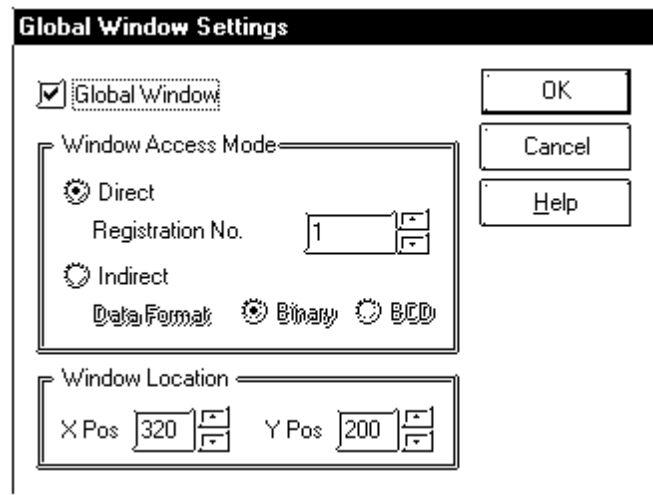 Global Window Settings
Global Window
OK
Window Access Mode
Cancel
Direct
Help
Registration No. 1
Indirect
Data Format Binary BCD
Window Location
X Pos 320 Y Pos 200